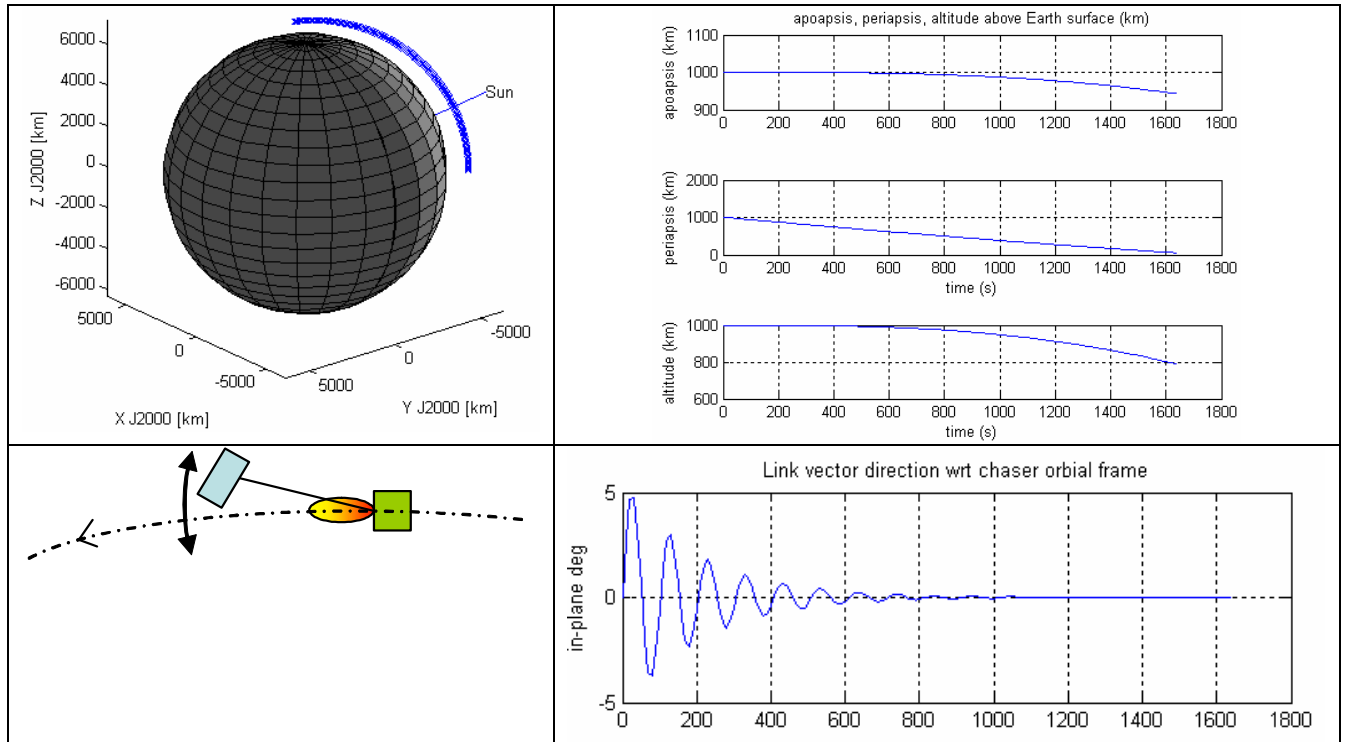 6000
4000
2000
0
-2000
-4000
-6000
Z J2000 [km]
Sun
5000
0
-5000
X J2000 [km]
5000
0
-5000
Y J2000 [km]
apoapsis, periapsis, altitude above Earth surface (km)
apoapsis (km)
1100
1000
900
0 200 400 600 800 1000 1200 1400 1600 1800
periapsis (km)
2000
1000
0
0 200 400 600 800 1000 1200 1400 1600 1800
time (s)
altitude (km)
1000
800
600
0 200 400 600 800 1000 1200 1400 1600 1800
time (s)
Link vector direction wrt chaser orbial frame
in-plane deg
5
0
-5
0 200 400 600 800 1000 1200 1400 1600 1800